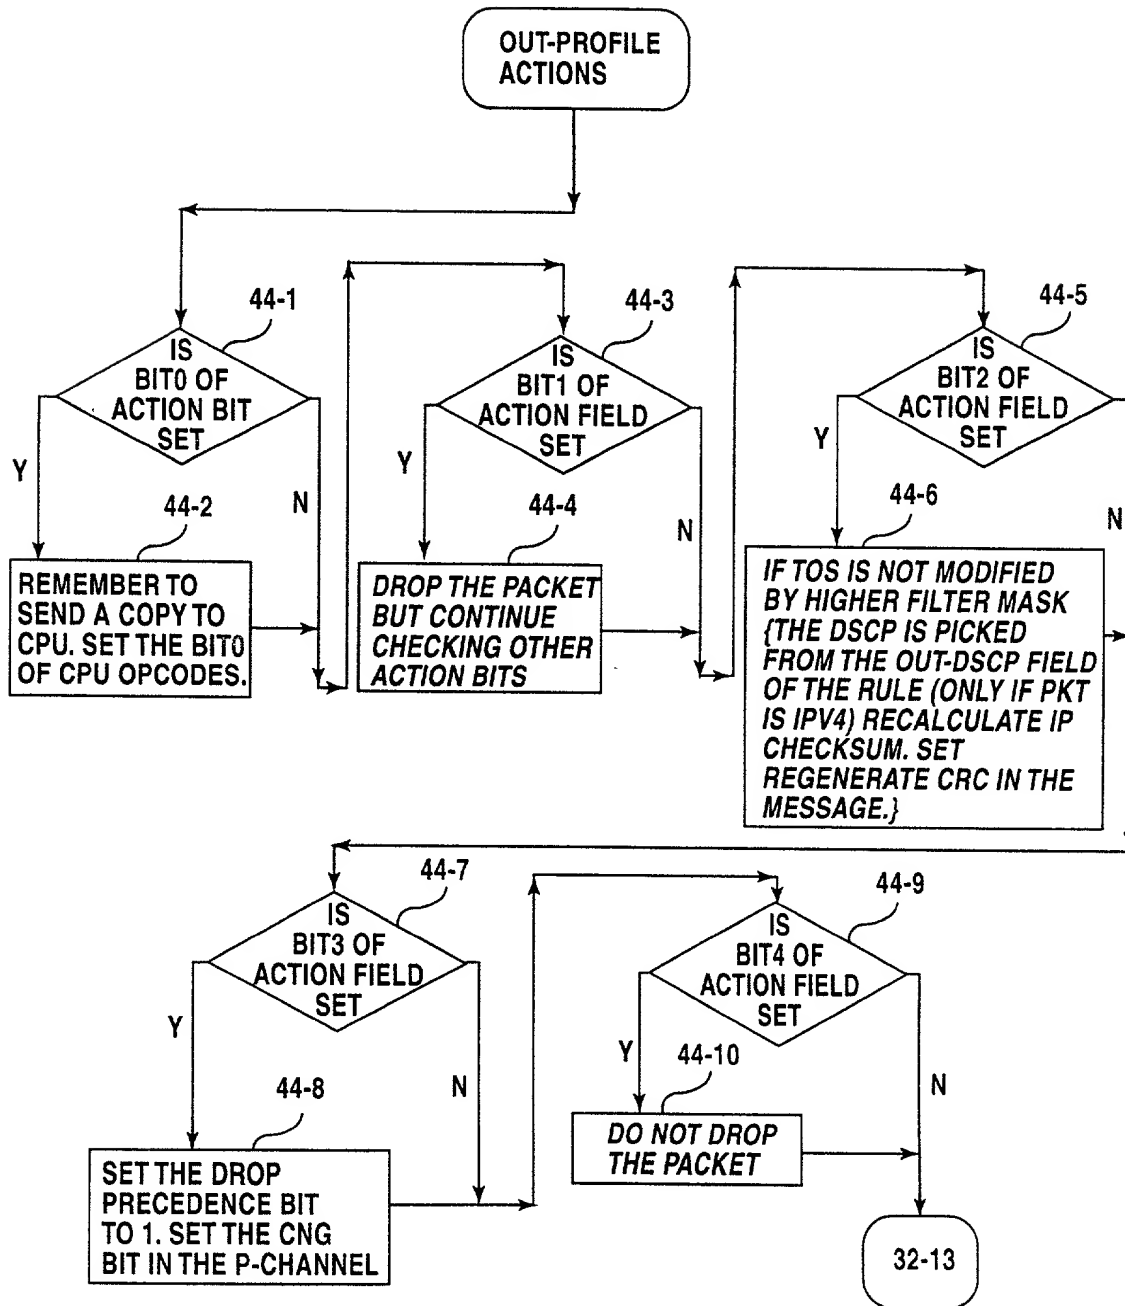 OUT-PROFILE
ACTIONS
44-1
IS
BIT0 OF
ACTION BIT
SET
Y
N
44-2
REMEMBER TO
SEND A COPY TO
CPU. SET THE BIT0
OF CPU OPCODES.
44-3
IS
BIT1 OF
ACTION FIELD
SET
Y
N
44-4
DROP THE PACKET
BUT CONTINUE
CHECKING OTHER
ACTION BITS
44-5
IS
BIT2 OF
ACTION FIELD
SET
Y
N
44-6
IF TOS IS NOT MODIFIED
BY HIGHER FILTER MASK
{THE DSCP IS PICKED
FROM THE OUT-DSCP FIELD
OF THE RULE (ONLY IF PKT
IS IPV4) RECALCULATE IP
CHECKSUM. SET
REGENERATE CRC IN THE
MESSAGE.}
44-7
IS
BIT3 OF
ACTION FIELD
SET
Y
N
44-8
SET THE DROP
PRECEDENCE BIT
TO 1. SET THE CNG
BIT IN THE P-CHANNEL
44-9
IS
BIT4 OF
ACTION FIELD
SET
Y
N
44-10
DO NOT DROP
THE PACKET
32-13